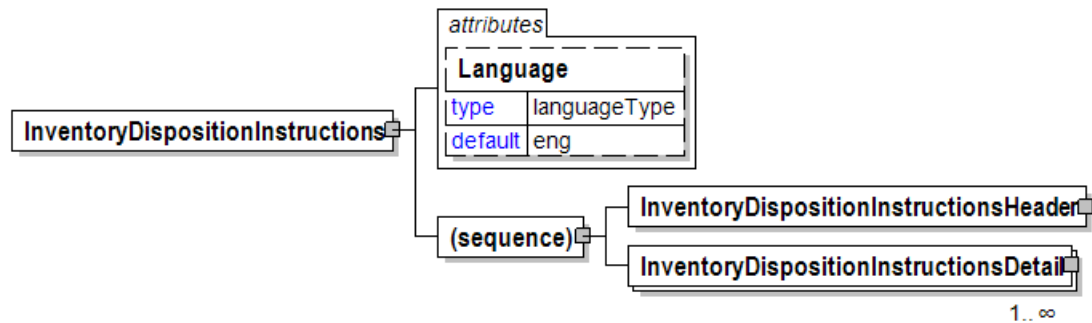 attributes
Language
type languageType
default eng
InventoryDispositionInstructions
(sequence)
InventoryDispositionInstructionsHeader
InventoryDispositionInstructionsDetail
1.. ∞